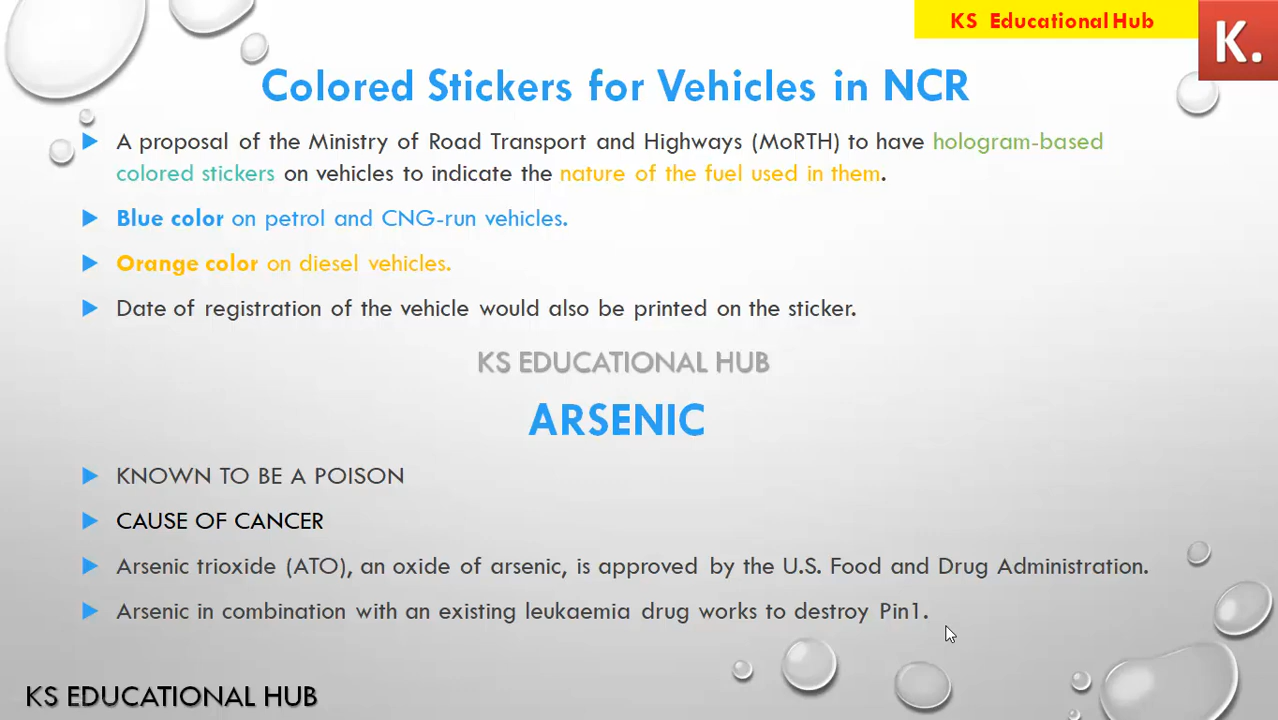 KS Educational Hub
K.
Colored Stickers for Vehicles in NCR
A proposal of the Ministry of Road Transport and Highways (MoRTH) to have hologram-based
colored stickers on vehicles to indicate the nature of the fuel used in them.
Blue color on petrol and CNG-run vehicles.
Orange color on diesel vehicles.
Date of registration of the vehicle would also be printed on the sticker.
KS EDUCATIONAL HUB
ARSENIC
KNOWN TO BE A POISON
CAUSE OF CANCER
Arsenic trioxide (ATO), an oxide of arsenic, is approved by the U.S. Food and Drug Administration.
Arsenic in combination with an existing leukaemia drug works to destroy Pin1.
KS EDUCATIONAL HUB